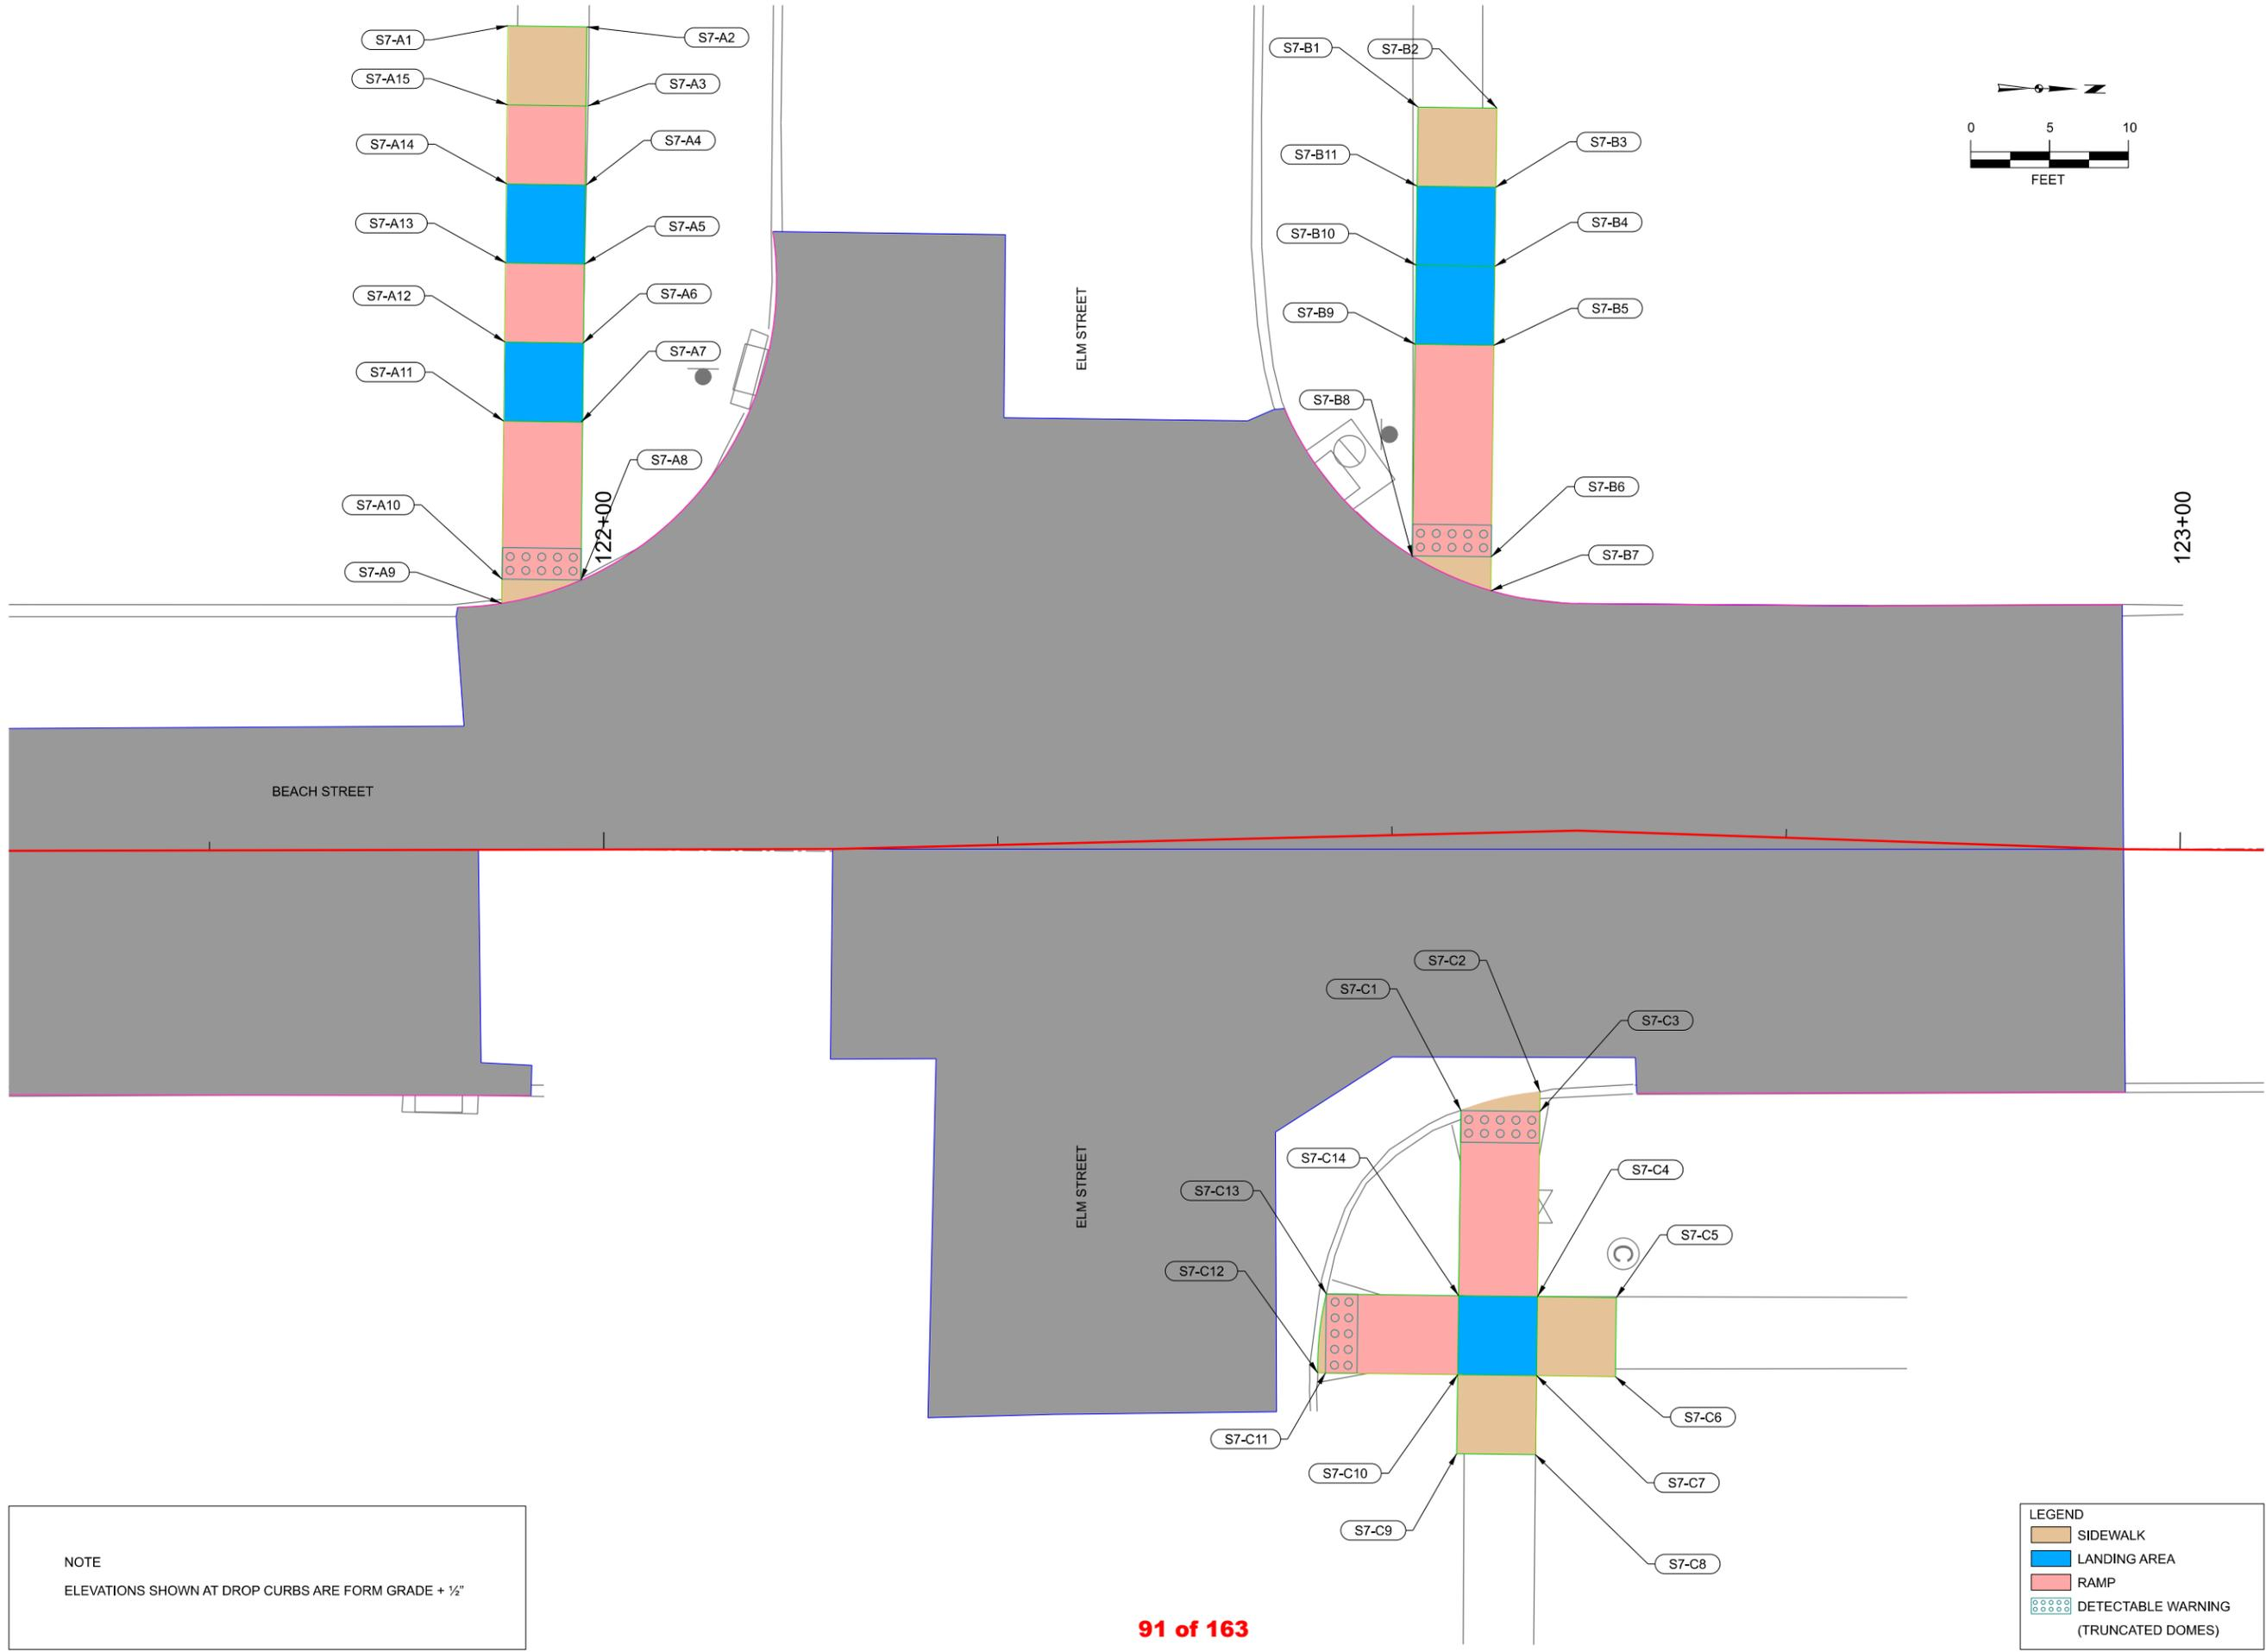 S7-A1
S7-A2
S7-A15
S7-A3
S7-A14
S7-A4
S7-A13
S7-A5
S7-A12
S7-A6
S7-A11
S7-A7
S7-A8
S7-A10
S7-A9
122+00
S7-B1
S7-B2
S7-B11
S7-B3
S7-B10
S7-B4
S7-B9
S7-B5
S7-B8
S7-B6
S7-B7
N
0 5 10
FEET
123+00
ELM STREET
BEACH STREET
ELM STREET
S7-C2
S7-C1
S7-C3
S7-C14
S7-C4
S7-C13
S7-C5
C
S7-C12
S7-C6
S7-C11
S7-C10
S7-C7
S7-C9
S7-C8
NOTE
ELEVATIONS SHOWN AT DROP CURBS ARE FORM GRADE + ½"
91 of 163
LEGEND
SIDEWALK
LANDING AREA
RAMP
DETECTABLE WARNING
(TRUNCATED DOMES)